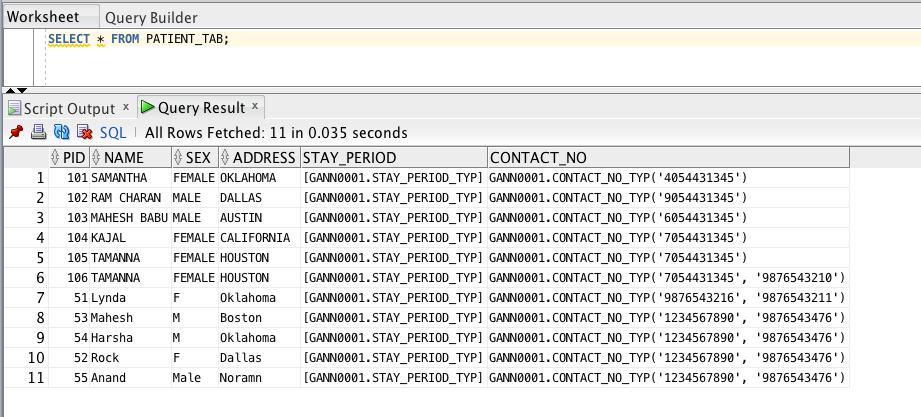 Worksheet Query Builder
SELECT * FROM PATIENT_TAB;
Script Output x Query Result x
SQL | All Rows Fetched: 11 in 0.035 seconds
PID NAME SEX ADDRESS STAY_PERIOD CONTACT_NO
1 101 SAMANTHA FEMALE OKLAHOMA [GANN0001.STAY_PERIOD_TYP] GANN0001.CONTACT_NO_TYP('4054431345')
2 102 RAM CHARAN MALE DALLAS [GANN0001.STAY_PERIOD_TYP] GANN0001.CONTACT_NO_TYP('9054431345')
3 103 MAHESH BABU MALE AUSTIN [GANN0001.STAY_PERIOD_TYP] GANN0001.CONTACT_NO_TYP('6054431345')
4 104 KAJAL FEMALE CALIFORNIA [GANN0001.STAY_PERIOD_TYP] GANN0001.CONTACT_NO_TYP('7054431345')
5 105 TAMANNA FEMALE HOUSTON [GANN0001.STAY_PERIOD_TYP] GANN0001.CONTACT_NO_TYP('7054431345')
6 106 TAMANNA FEMALE HOUSTON [GANN0001.STAY_PERIOD_TYP] GANN0001.CONTACT_NO_TYP('7054431345', '9876543210')
7 51 Lynda F Oklahoma [GANN0001.STAY_PERIOD_TYP] GANN0001.CONTACT_NO_TYP('9876543216', '9876543211')
8 53 Mahesh M Boston [GANN0001.STAY_PERIOD_TYP] GANN0001.CONTACT_NO_TYP('1234567890', '9876543476')
9 54 Harsha M Oklahoma [GANN0001.STAY_PERIOD_TYP] GANN0001.CONTACT_NO_TYP('1234567890', '9876543476')
10 52 Rock F Dallas [GANN0001.STAY_PERIOD_TYP] GANN0001.CONTACT_NO_TYP('1234567890', '9876543476')
11 55 Anand Male Noramn [GANN0001.STAY_PERIOD_TYP] GANN0001.CONTACT_NO_TYP('1234567890', '9876543476')